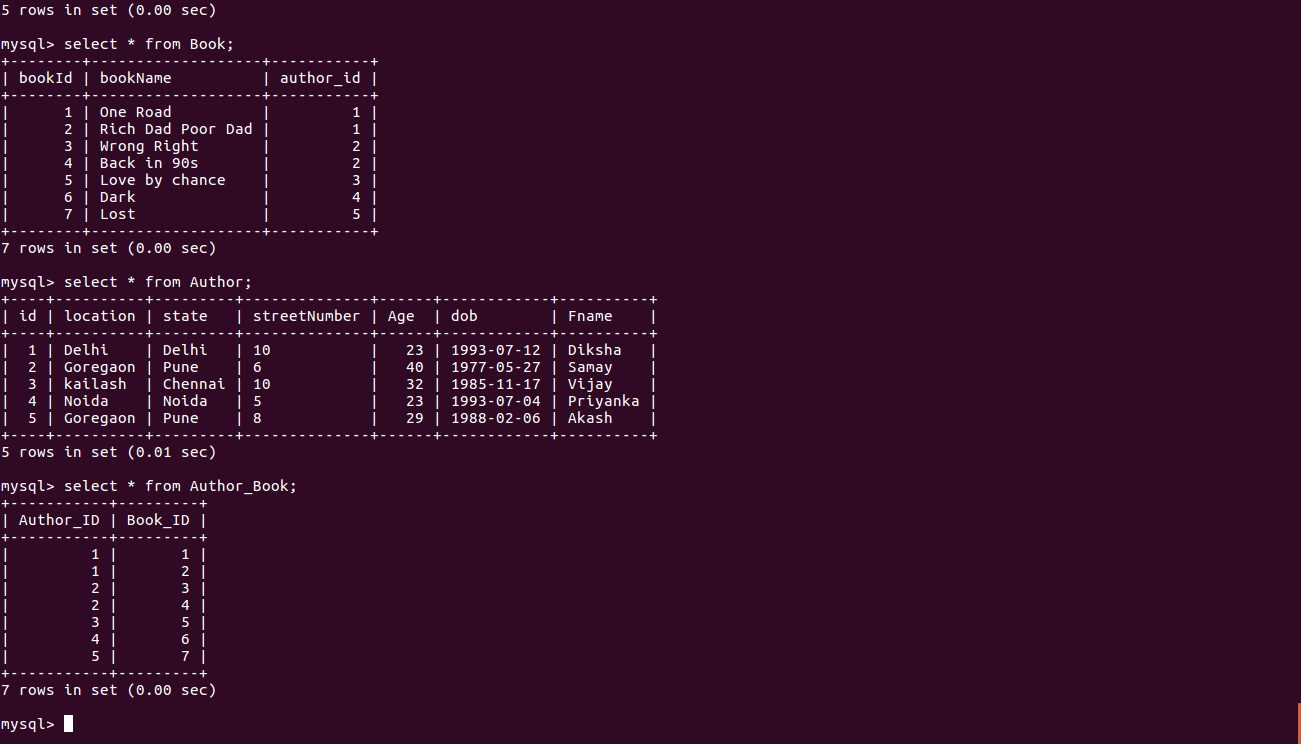 5 rows in set (0.00 sec)

mysql> select * from Book;
+--------+-------------------+-----------+
| bookId | bookName          | author_id |
+--------+-------------------+-----------+
|      1 | One Road          |         1 |
|      2 | Rich Dad Poor Dad |         1 |
|      3 | Wrong Right       |         2 |
|      4 | Back in 90s       |         2 |
|      5 | Love by chance    |         3 |
|      6 | Dark              |         4 |
|      7 | Lost              |         5 |
+--------+-------------------+-----------+
7 rows in set (0.00 sec)

mysql> select * from Author;
+----+----------+---------+--------------+------+------------+----------+
| id | location | state   | streetNumber | Age  | dob        | Fname    |
+----+----------+---------+--------------+------+------------+----------+
|  1 | Delhi    | Delhi   | 10           |   23 | 1993-07-12 | Diksha   |
|  2 | Goregaon | Pune    | 6            |   40 | 1977-05-27 | Samay    |
|  3 | kailash  | Chennai | 10           |   32 | 1985-11-17 | Vijay    |
|  4 | Noida    | Noida   | 5            |   23 | 1993-07-04 | Priyanka |
|  5 | Goregaon | Pune    | 8            |   29 | 1988-02-06 | Akash    |
+----+----------+---------+--------------+------+------------+----------+
5 rows in set (0.01 sec)

mysql> select * from Author_Book;
+-----------+---------+
| Author_ID | Book_ID |
+-----------+---------+
|         1 |       1 |
|         1 |       2 |
|         2 |       3 |
|         2 |       4 |
|         3 |       5 |
|         4 |       6 |
|         5 |       7 |
+-----------+---------+
7 rows in set (0.00 sec)

mysql>